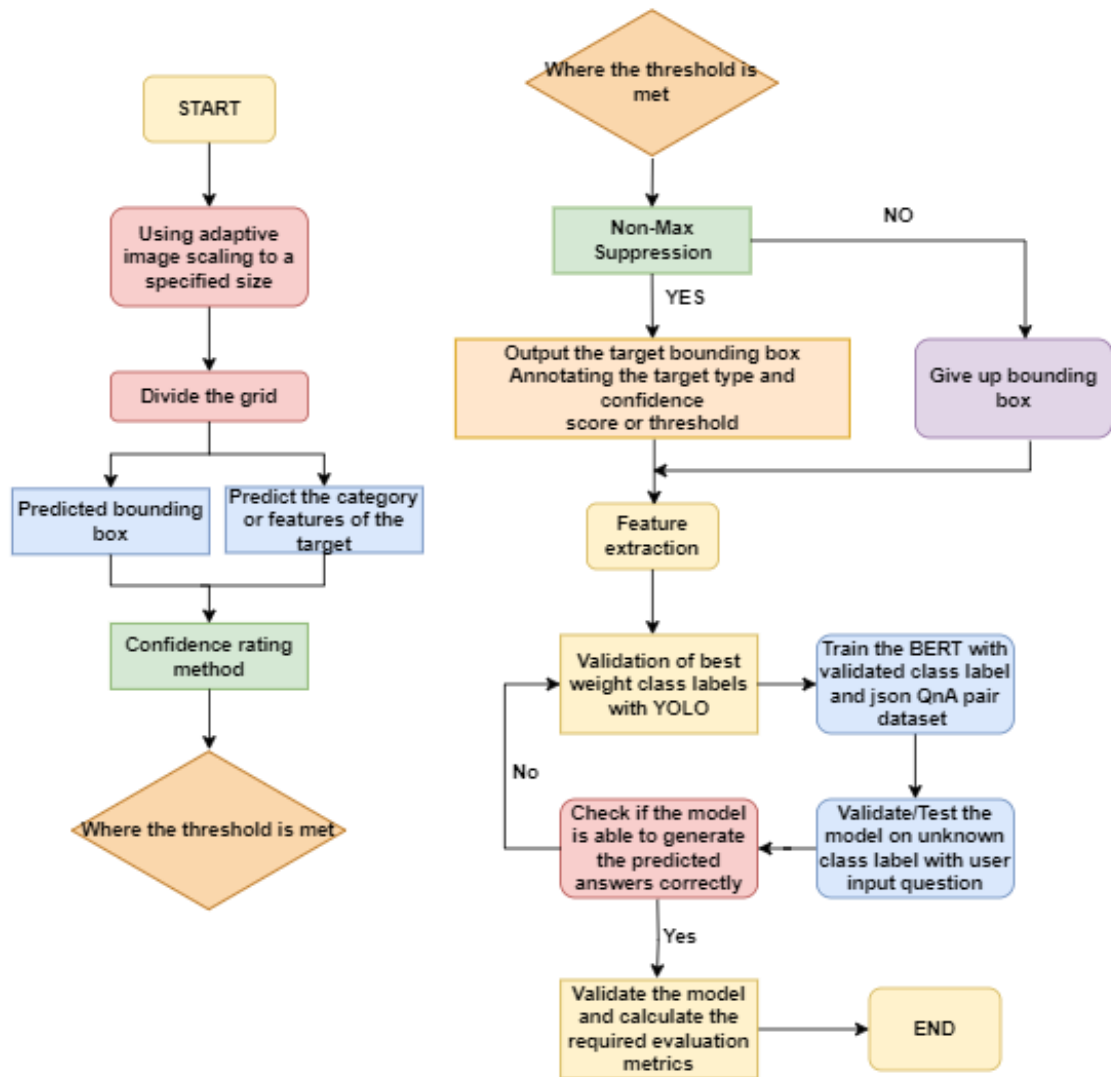 START
Using adaptive
image scaling to a
specified size
Divide the grid
Predicted bounding
box
Predict the category
or features of the
target
Confidence rating
method
Where the threshold is met
Where the threshold is
met
Non-Max
Suppression
NO
YES
Output the target bounding box
Annotating the target type and
confidence
score or threshold
Give up bounding
box
Feature
extraction
Validation of best
weight class labels
with YOLO
Train the BERT with
validated class label
and json QnA pair
dataset
No
Check if the model
is able to generate
the predicted
answers correctly
Validate/Test the
model on unknown
class label with user
input question
Yes
Validate the model
and calculate the
required evaluation
metrics
END